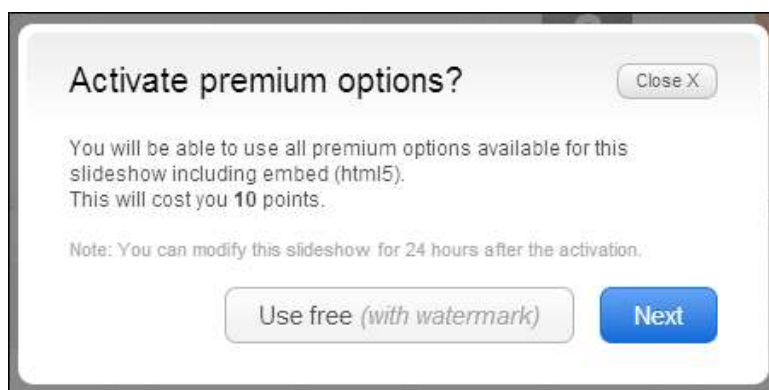 Activate premium options?
Close X
You will be able to use all premium options available for this
slideshow including embed (html5).
This will cost you 10 points.
Note: You can modify this slideshow for 24 hours after the activation.
Use free (with watermark)
Next